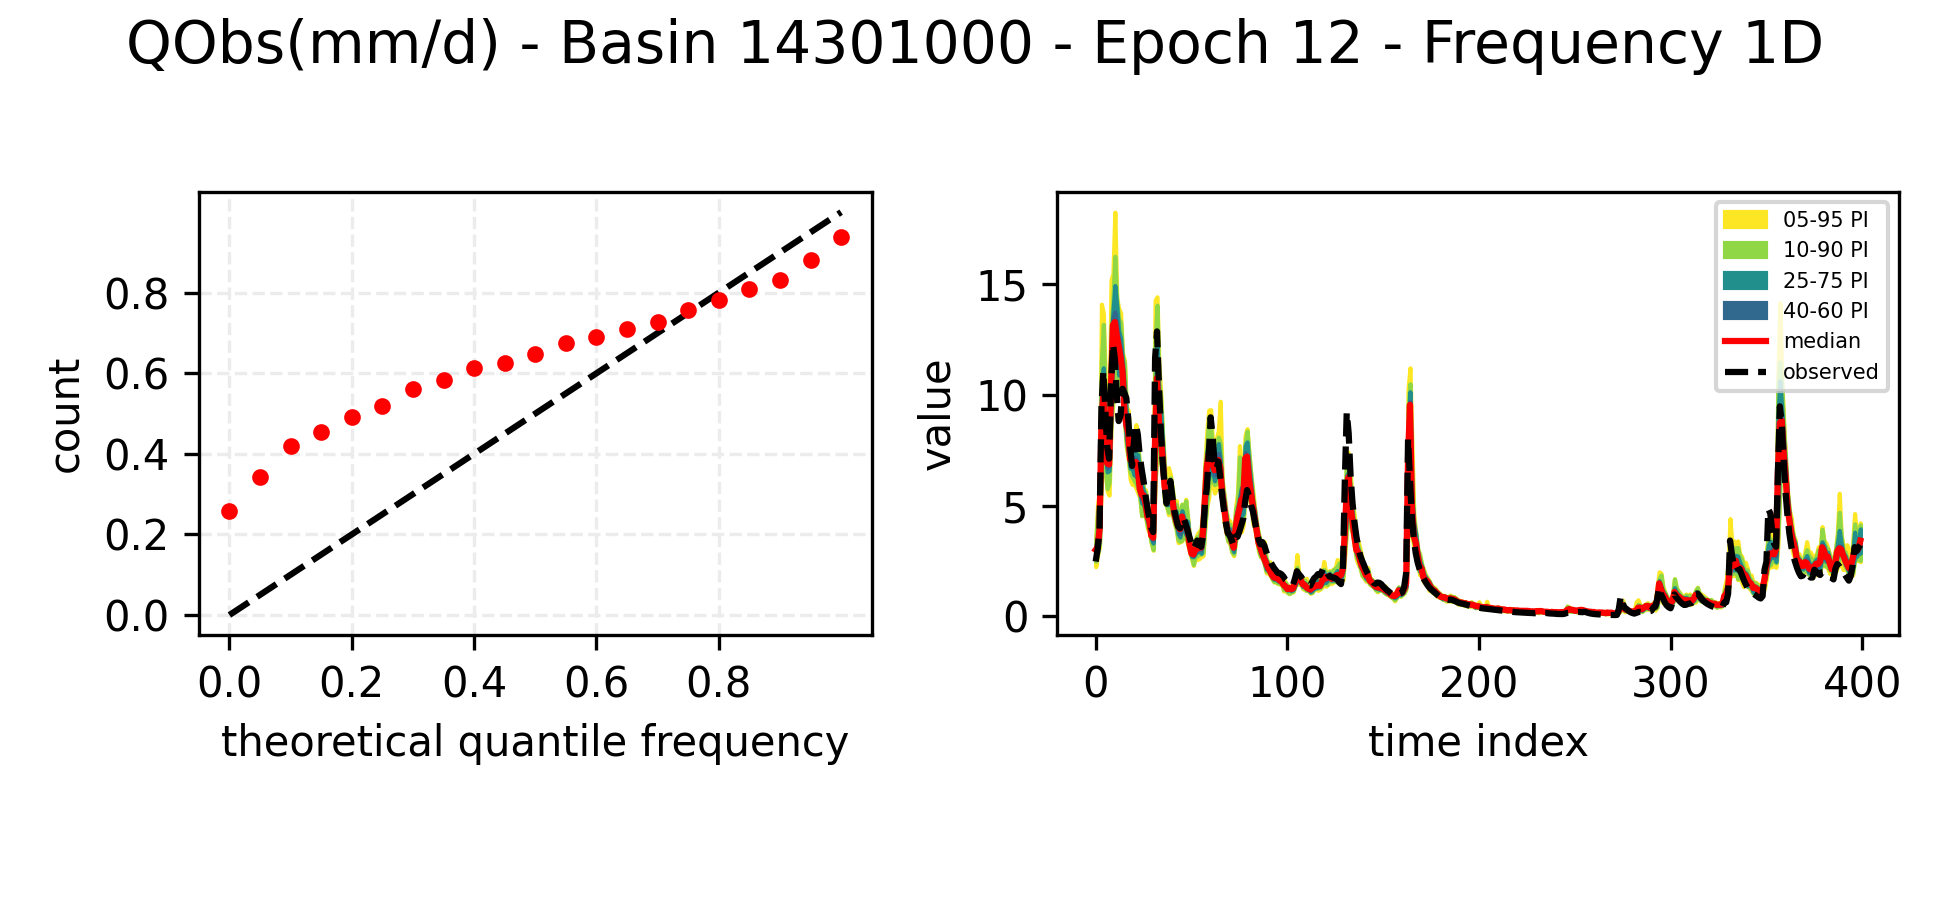 QObs(mm/d) - Basin 14301000 - Epoch 12 - Frequency 1D
count
0.8
0.6
0.4
0.2
0.0
0.0 0.2 0.4 0.6 0.8
theoretical quantile frequency
value
15
10
5
0
0 100 200 300 400
time index
05-95 PI
10-90 PI
25-75 PI
40-60 PI
median
observed